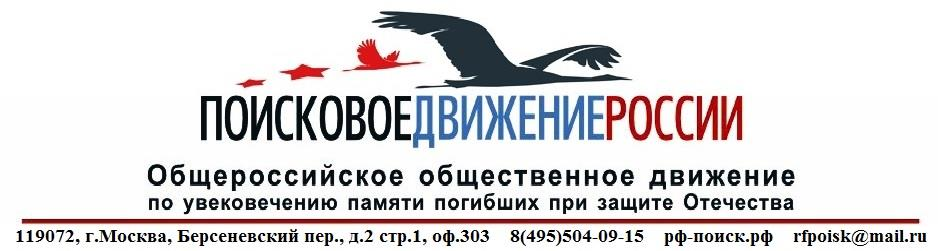 ПОИСКОВОЕДВИЖЕНИЕРОССИИ
Общероссийское общественное движение
по увековечению памяти погибших при защите Отечества
119072, г.Москва, Берсеневский пер., д.2 стр.1, оф.303 8(495)504-09-15 рф-поиск.рф rfpoisk@mail.ru